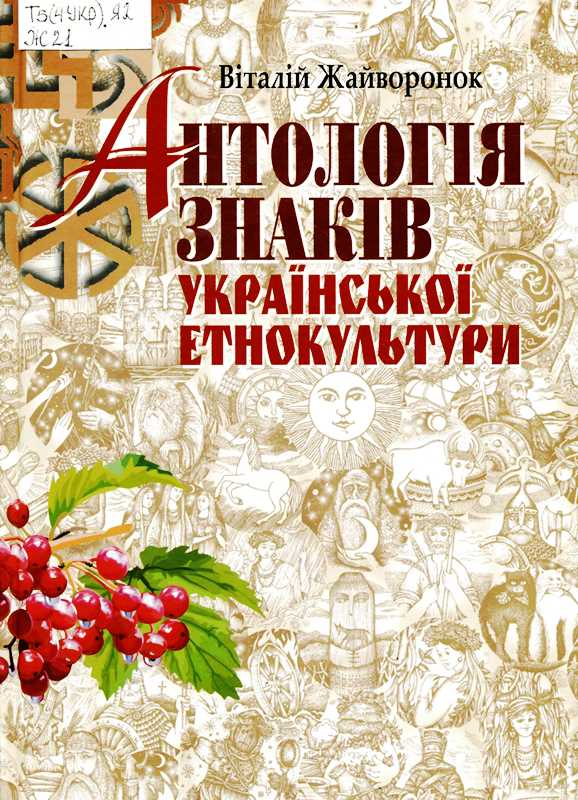 Т5(4УКР)я2
Ж21
Віталій Жайворонок
АНТОЛОГІЯ
ЗНАКІВ
УКРАЇНСЬКОЇ
ЕТНОКУЛЬТУРИ